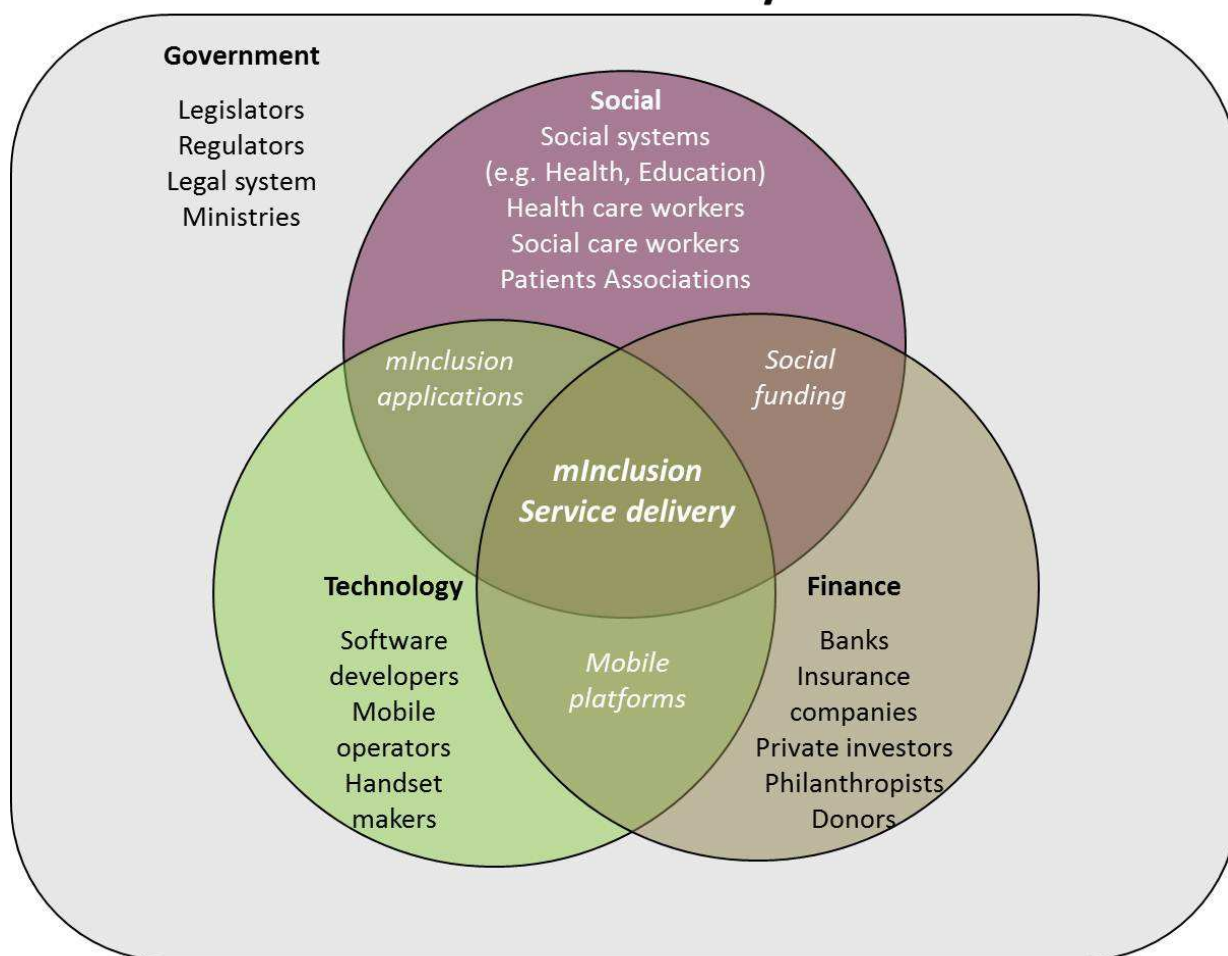 Government
Legislators
Regulators
Legal system
Ministries
Social
Social systems
(e.g. Health, Education)
Health care workers
Social care workers
Patients Associations
mInclusion
applications
Social
funding
mInclusion
Service delivery
Technology
Software
developers
Mobile
operators
Handset
makers
Mobile
platforms
Finance
Banks
Insurance
companies
Private investors
Philanthropists
Donors